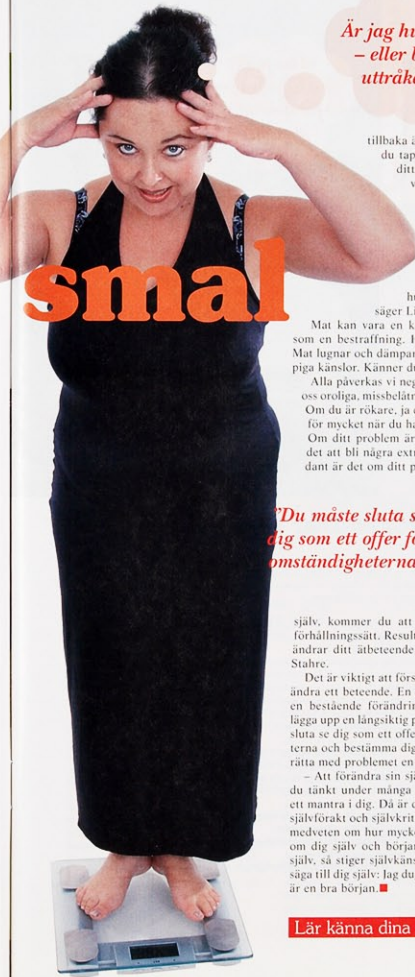 Är jag hu
– eller b
uttråka
tillbaka ä
du tap
ditt
v
smal
hu
säger Li
Mat kan vara en k
som en bestraffning. H
Mat lugnar och dämpar
piga känslor. Känner du
Alla påverkas vi neg
oss oroliga, missbelåtn
Om du är rökare, ja d
för mycket när du ha
Om ditt problem är
det att bli några extr
dant är det om ditt p
"Du måste sluta s
dig som ett offer fö
omständigheterna
själv, kommer du att
förhållningssätt. Result
ändrar ditt ätbeteende
Stahre.
Det är viktigt att förs
ändra ett beteende. En
en bestående förändrin
lägga upp en långsiktig p
sluta se dig som ett offe
terna och bestämma dig
rätta med problemet en
– Att förändra sin sjä
du tänkt under många
ett mantra i dig. Då är d
självförakt och självkrit
medveten om hur mycke
om dig själv och börjar
själv, så stiger självkäns
säga till dig själv: Jag du
är en bra början.
Lär känna dina